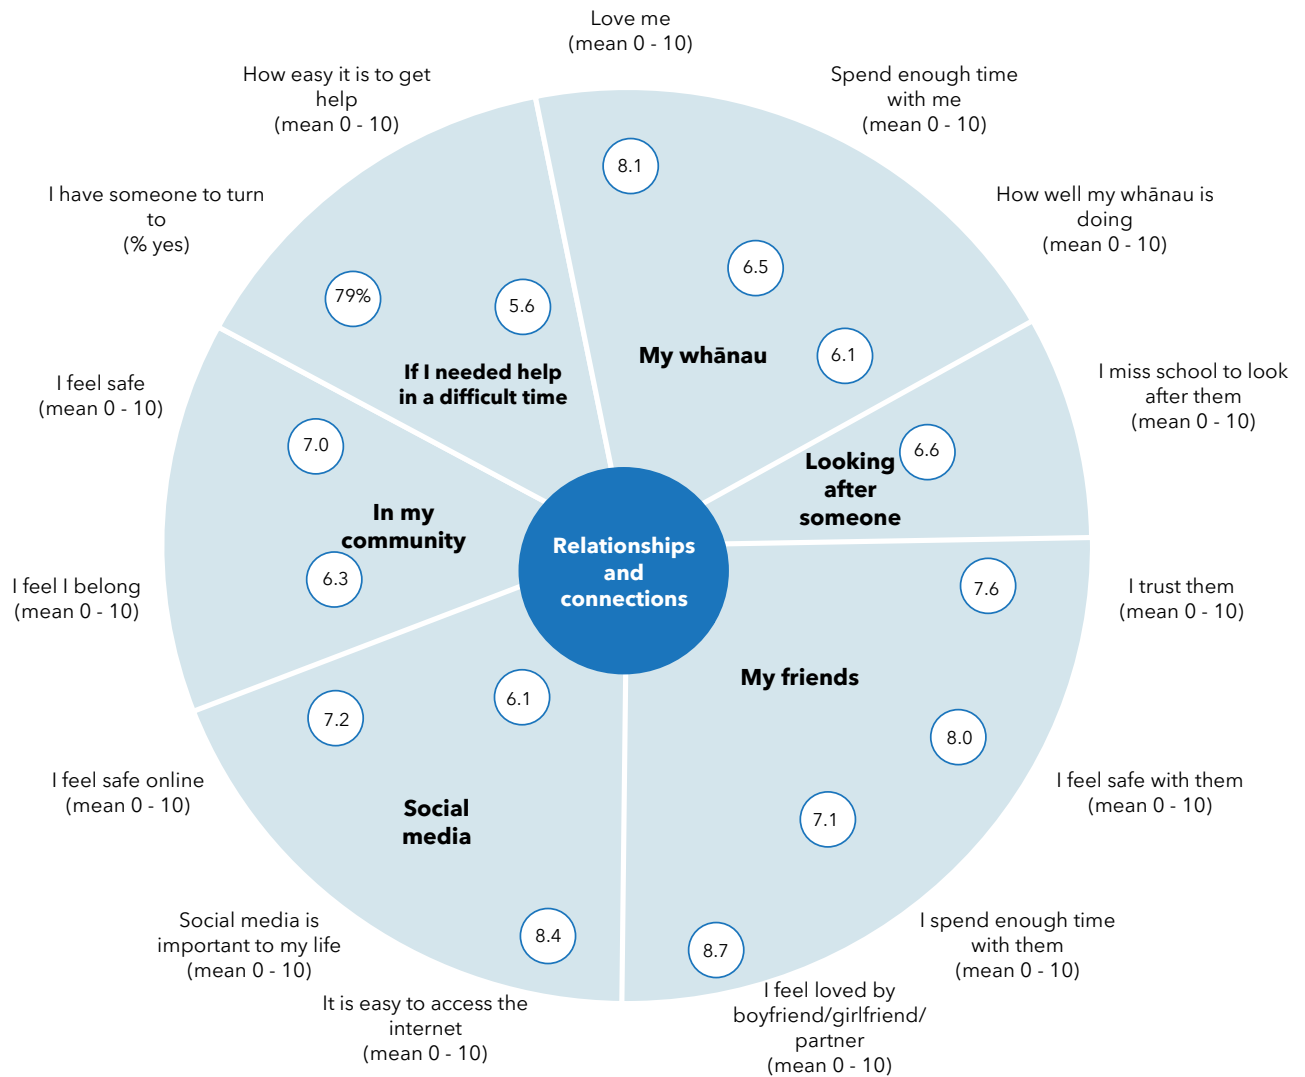 Love me
(mean 0 - 10)
Spend enough time
with me
(mean 0 - 10)
How well my whānau is
doing
(mean 0 - 10)
I miss school to look
after them
(mean 0 - 10)
I trust them
(mean 0 - 10)
I feel safe with them
(mean 0 - 10)
I spend enough time
with them
(mean 0 - 10)
I feel loved by
boyfriend/girlfriend/
partner
(mean 0 - 10)
It is easy to access the
internet
(mean 0 - 10)
Social media is
important to my life
(mean 0 - 10)
I feel safe online
(mean 0 - 10)
I feel I belong
(mean 0 - 10)
I feel safe
(mean 0 - 10)
I have someone to turn
to
(% yes)
How easy it is to get
help
(mean 0 - 10)
8.1
6.5
6.1
My whānau
6.6
Looking
after
someone
7.6
My friends
8.0
7.1
8.7
8.4
6.1
7.2
Social
media
6.3
7.0
In my
community
79%
5.6
If I needed help
in a difficult time
Relationships
and
connections